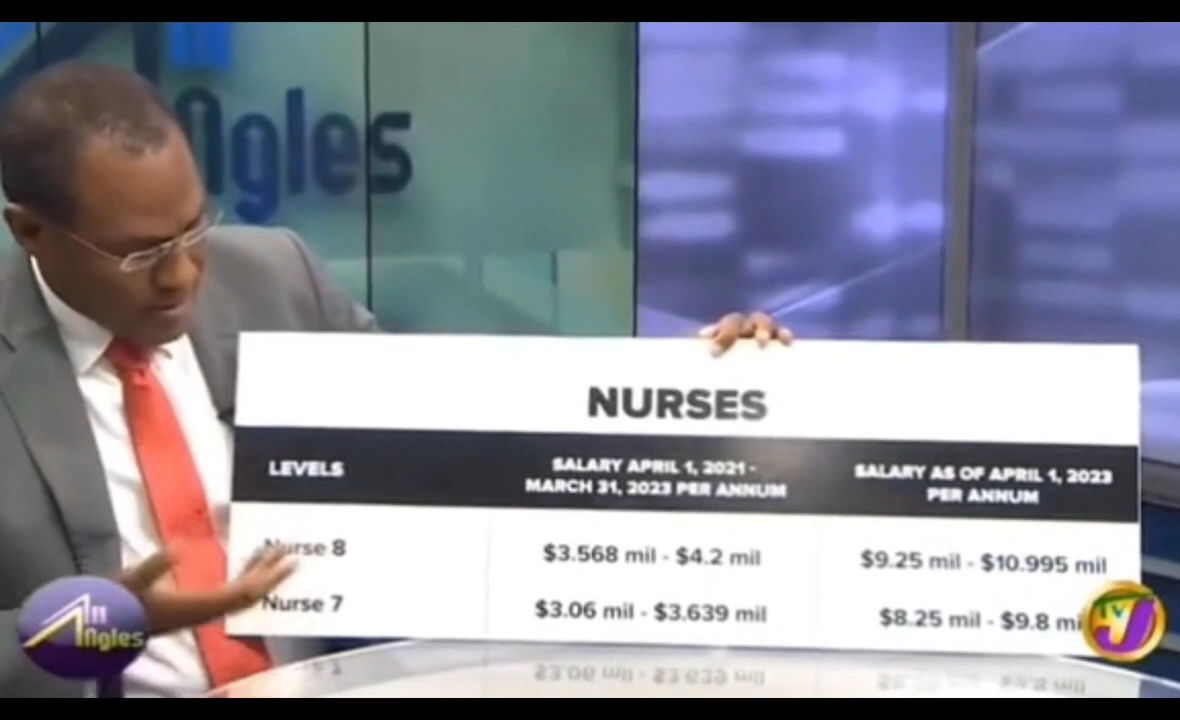 Angles
NURSES
LEVELS
SALARY APRIL 1, 2021 -
MARCH 31, 2023 PER ANNUM
SALARY AS OF APRIL 1, 2023
PER ANNUM
Nurse 8
$3.568 mil - $4.2 mil
$9.25 mil - $10.995 mil
Nurse 7
$3.06 mil - $3.639 mil
$8.25 mil - $9.8 mi
All
Angles
TVJ